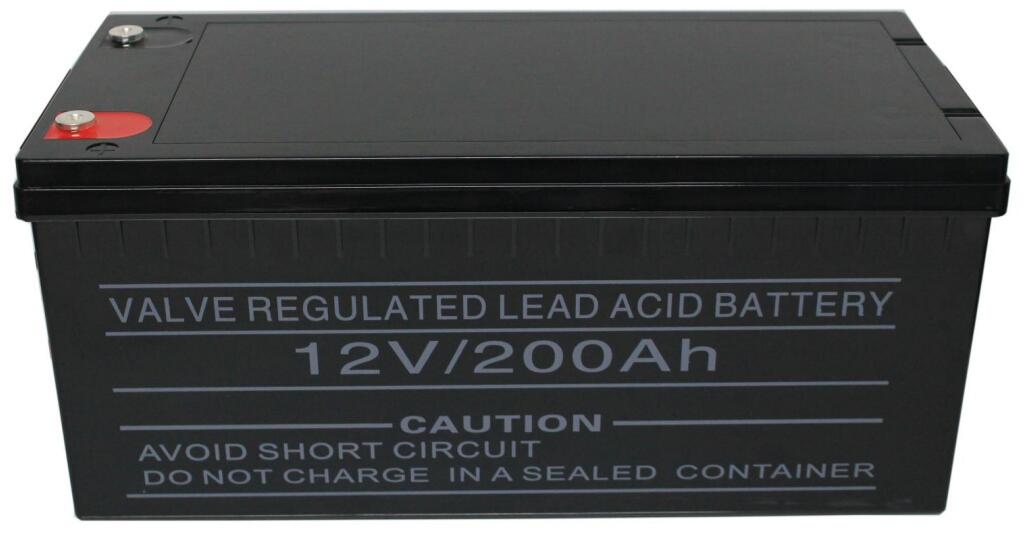 +
VALVE REGULATED LEAD ACID BATTERY
12V/200Ah
CAUTION
AVOID SHORT CIRCUIT
DO NOT CHARGE IN A SEALED CONTAINER